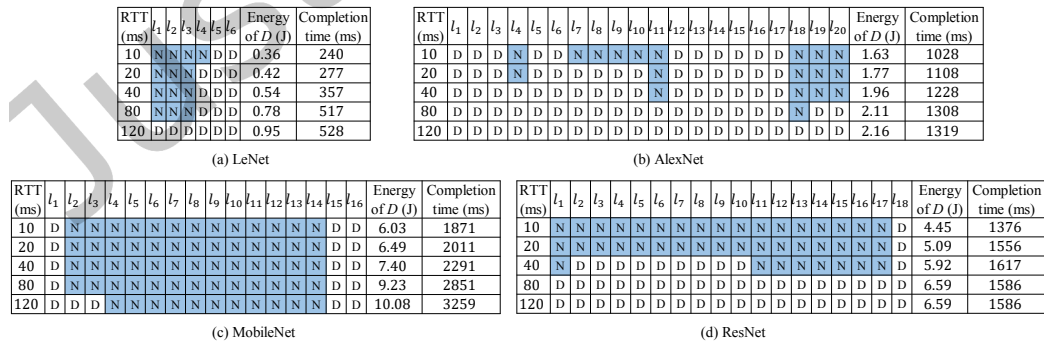 RTT (ms) l1 l2 l3 l4 l5 l6 Energy of D (J) Completion time (ms)
10 N N N N D D 0.36 240
20 N N N D D D 0.42 277
40 N N N D D D 0.54 357
80 N N N D D D 0.78 517
120 D D D D D D 0.95 528
(a) LeNet
RTT (ms) l1 l2 l3 l4 l5 l6 l7 l8 l9 l10 l11 l12 l13 l14 l15 l16 l17 l18 l19 l20 Energy of D (J) Completion time (ms)
10 D D D N D D N N N N N D D D D D D N N N 1.63 1028
20 D D D N D D D D D D N D D D D D D N N N 1.77 1108
40 D D D D D D D D D D N D D D D D D N N N 1.96 1228
80 D D D D D D D D D D D D D D D D D N D D 2.11 1308
120 D D D D D D D D D D D D D D D D D D D D 2.16 1319
(b) AlexNet
RTT (ms) l1 l2 l3 l4 l5 l6 l7 l8 l9 l10 l11 l12 l13 l14 l15 l16 Energy of D (J) Completion time (ms)
10 D N N N N N N N N N N N N N D D 6.03 1871
20 D N N N N N N N N N N N N N D D 6.49 2011
40 D N N N N N N N N N N N N N D D 7.40 2291
80 D N N N N N N N N N N N N N D D 9.23 2851
120 D D D N N N N N N N N N N N D D 10.08 3259
(c) MobileNet
RTT (ms) l1 l2 l3 l4 l5 l6 l7 l8 l9 l10 l11 l12 l13 l14 l15 l16 l17 l18 Energy of D (J) Completion time (ms)
10 N N N N N N N N N N N N N N N N N D 4.45 1376
20 N N N N N N N N N N N N N N N N N D 5.09 1556
40 N D D D D D D D D D N N N N N N N D 5.92 1617
80 D D D D D D D D D D D D D D D D D D 6.59 1586
120 D D D D D D D D D D D D D D D D D D 6.59 1586
(d) ResNet